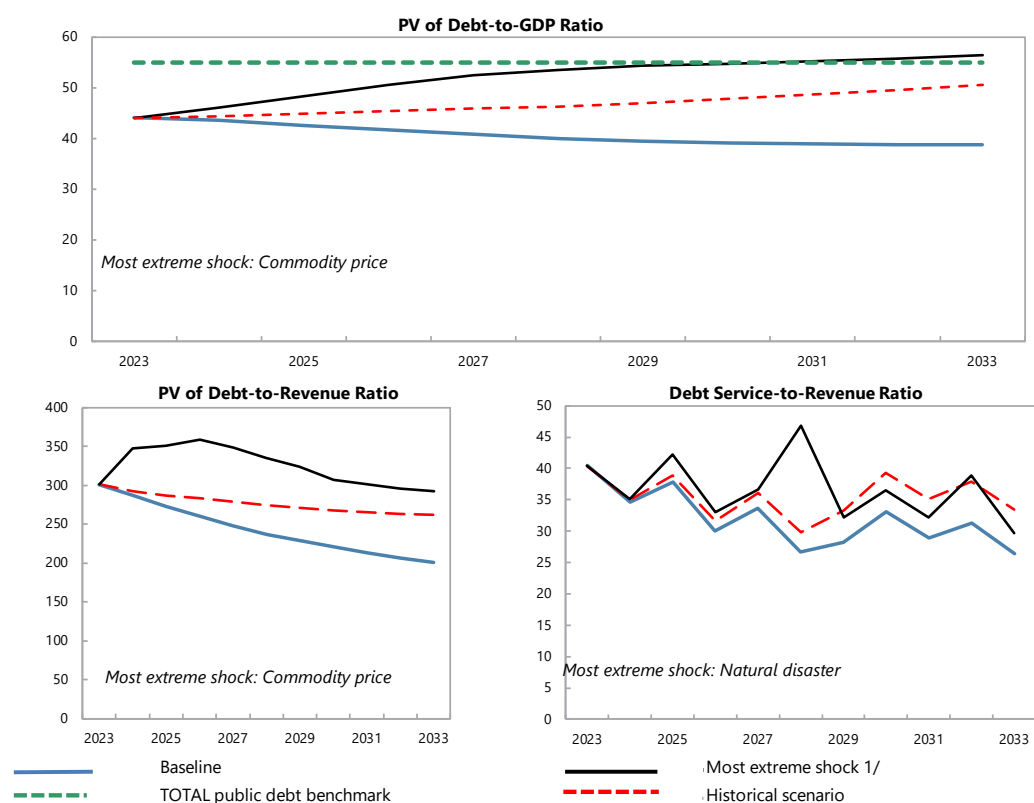 PV of Debt-to-GDP Ratio
60
50
40
30
20
10
0
Most extreme shock: Commodity price
2023 2025 2027 2029 2031 2033
PV of Debt-to-Revenue Ratio
400
350
300
250
200
150
100
50
0
Most extreme shock: Commodity price
2023 2025 2027 2029 2031 2033
Debt Service-to-Revenue Ratio
50
45
40
35
30
25
20
15
10
5
0
Most extreme shock: Natural disaster
2023 2025 2027 2029 2031 2033
Baseline
Most extreme shock 1/
TOTAL public debt benchmark
Historical scenario